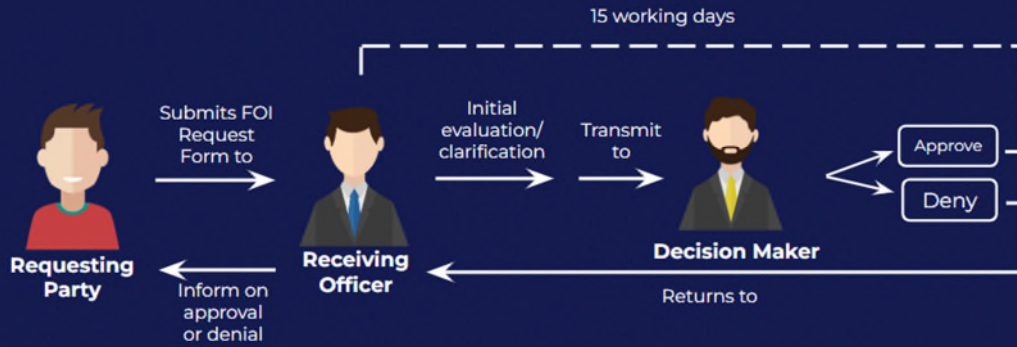 15 working days
Submits FOI
Request
Form to
Initial
evaluation/
clarification
Transmit
to
Approve
Deny
Requesting
Party
Receiving
Officer
Decision Maker
Inform on
approval
or denial
Returns to